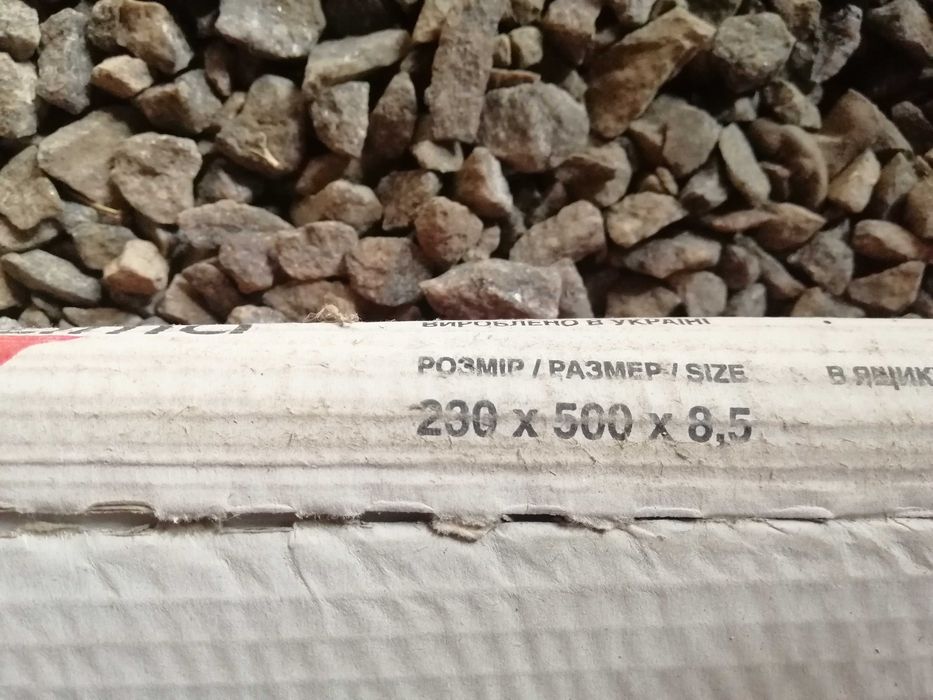 ВИРОБЛЕНО В УКРАЇНІ
РОЗМІР / РАЗМЕР / SIZE
В ЯЩИК
230 x 500 x 8,5